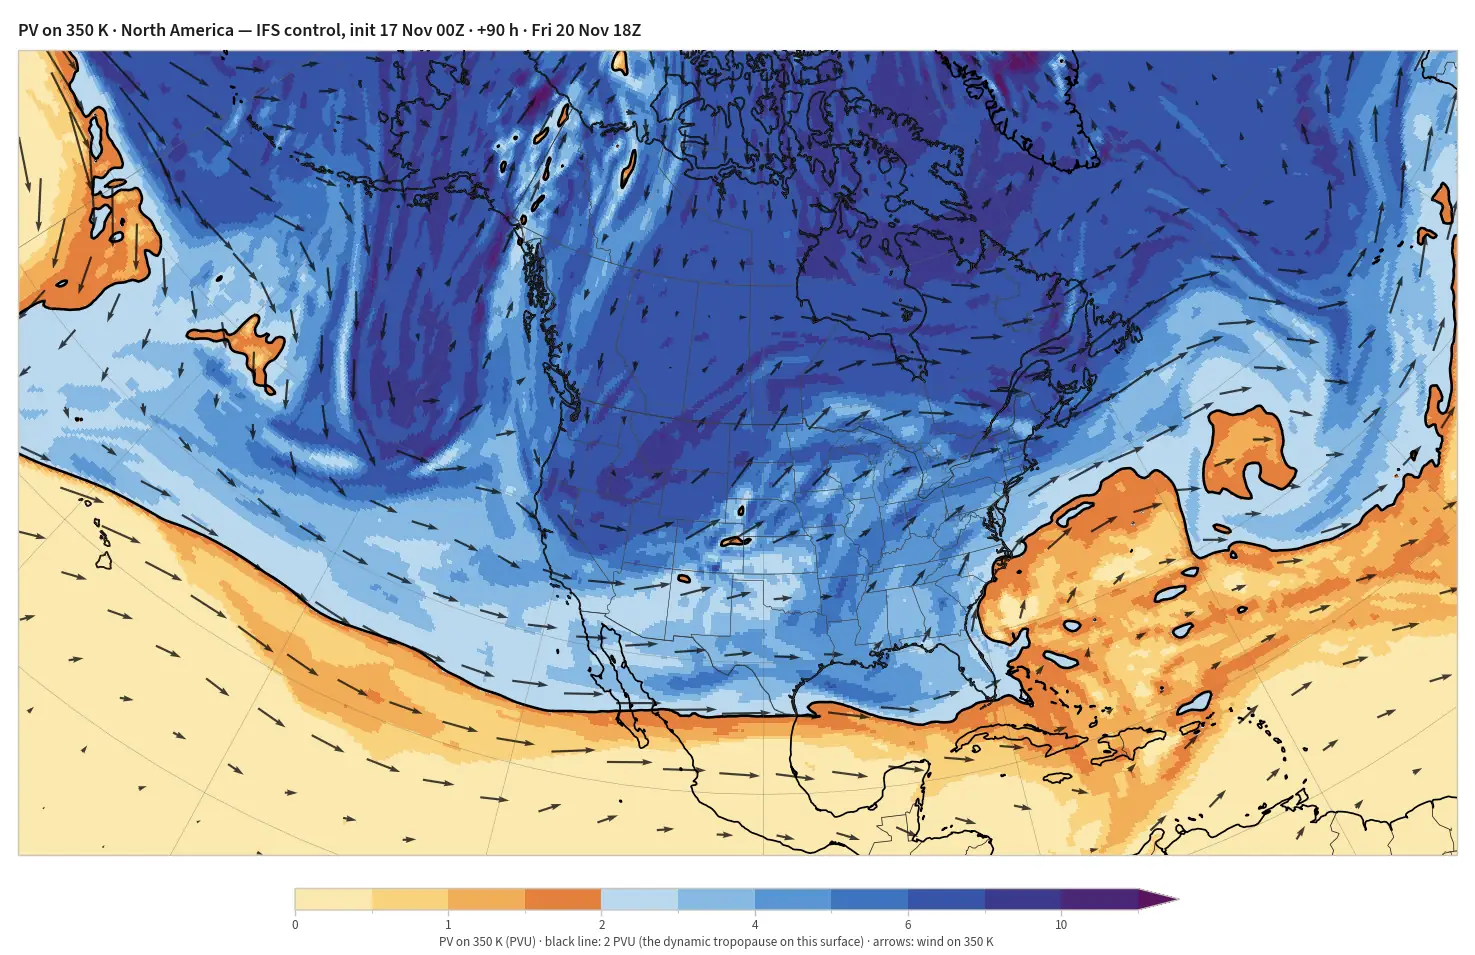 PV on 350 K · North America — IFS control, init 17 Nov 00Z · +90 h · Fri 20 Nov 18Z
0 1 2 4 6 10
PV on 350 K (PVU) · black line: 2 PVU (the dynamic tropopause on this surface) · arrows: wind on 350 K